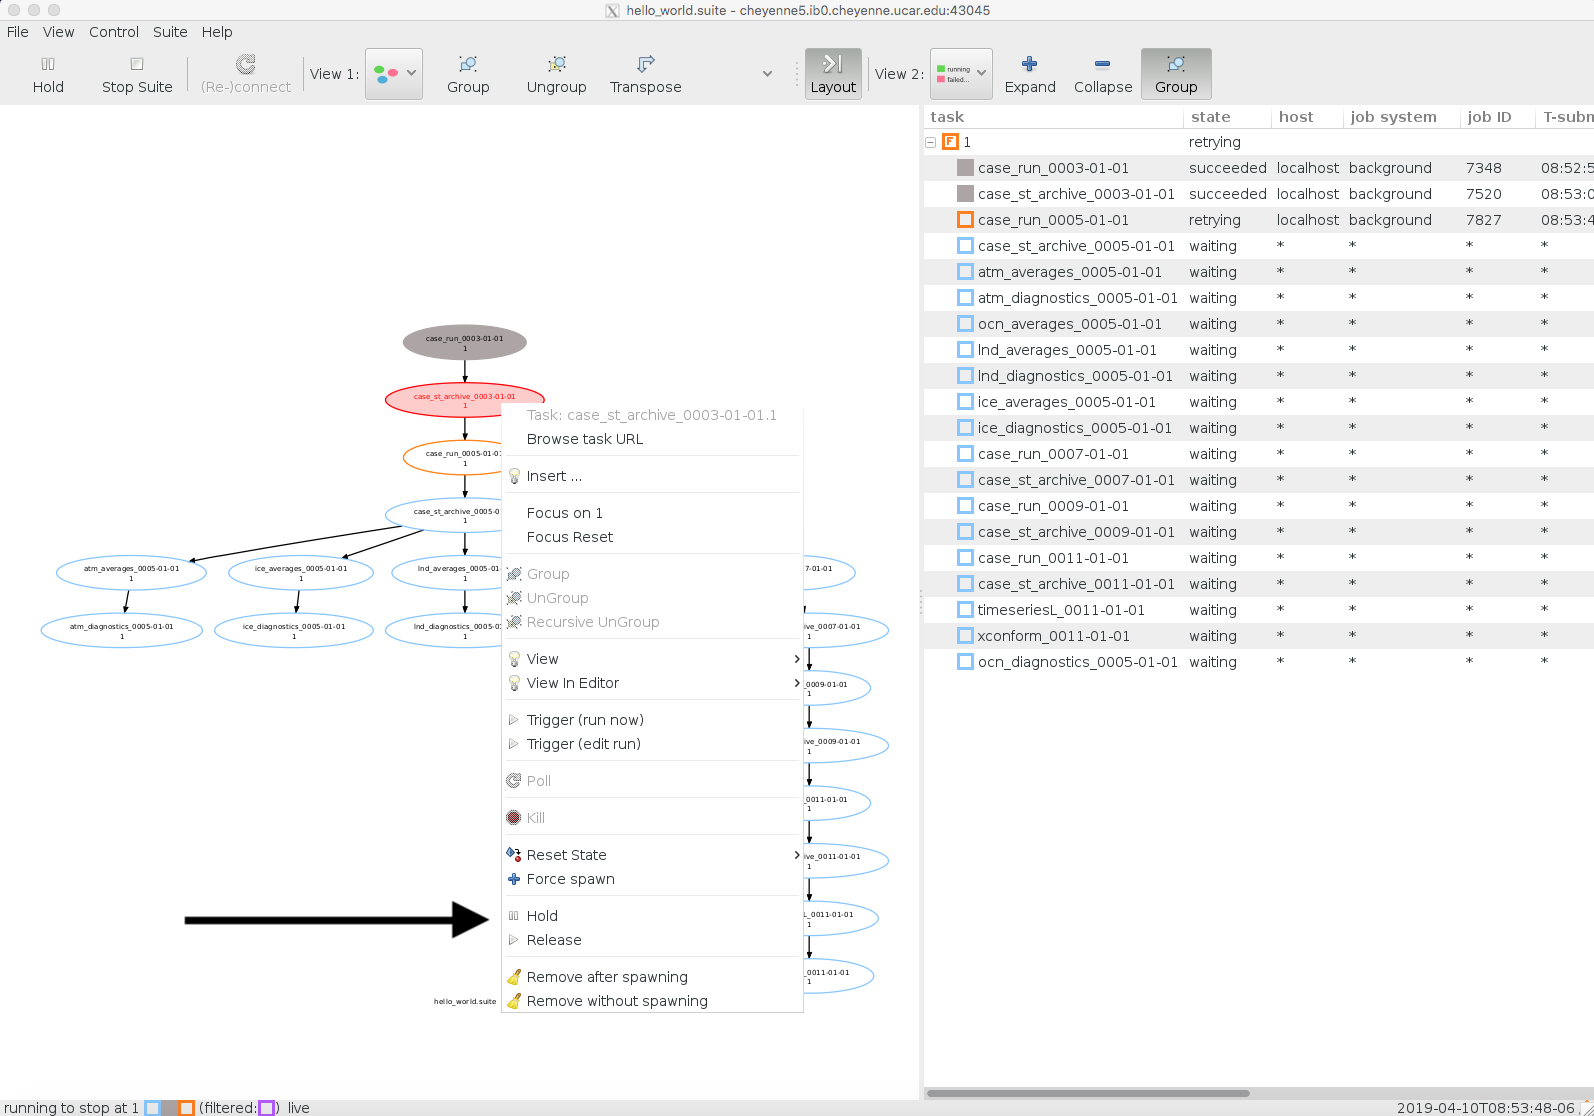 hello_world.suite - cheyenne5.ib0.cheyenne.ucar.edu:43045
File View Control Suite Help
Hold Stop Suite (Re-)connect View 1: Group Ungroup Transpose Layout View 2: running failed... Expand Collapse Group
task state host job system job ID T-subm
1 retrying
case_run_0003-01-01 succeeded localhost background 7348 08:52:5
case_st_archive_0003-01-01 succeeded localhost background 7520 08:53:0
case_run_0005-01-01 retrying localhost background 7827 08:53:4
case_st_archive_0005-01-01 waiting * * * *
atm_averages_0005-01-01 waiting * * * *
atm_diagnostics_0005-01-01 waiting * * * *
ocn_averages_0005-01-01 waiting * * * *
lnd_averages_0005-01-01 waiting * * * *
lnd_diagnostics_0005-01-01 waiting * * * *
ice_averages_0005-01-01 waiting * * * *
ice_diagnostics_0005-01-01 waiting * * * *
case_run_0007-01-01 waiting * * * *
case_st_archive_0007-01-01 waiting * * * *
case_run_0009-01-01 waiting * * * *
case_st_archive_0009-01-01 waiting * * * *
case_run_0011-01-01 waiting * * * *
case_st_archive_0011-01-01 waiting * * * *
timeseriesL_0011-01-01 waiting * * * *
xconform_0011-01-01 waiting * * * *
ocn_diagnostics_0005-01-01 waiting * * * *
case_run_0003-01-01
1
case_st_archive_0003-01-01
1
case_run_0005-01-01
1
case_st_archive_0005-0
1
atm_averages_0005-01-01
1
ice_averages_0005-01-01
1
lnd_averages_0005-01-
1
7-01-01
atm_diagnostics_0005-01-01
1
ice_diagnostics_0005-01-01
1
lnd_diagnostics_0005-01
1
ive_0007-01-01
1
_0009-01-01
1
ive_0009-01-01
1
_0011-01-01
1
ive_0011-01-01
1
L_0011-01-01
1
_0011-01-01
1
hello_world.suite
Task: case_st_archive_0003-01-01.1
Browse task URL
Insert ...
Focus on 1
Focus Reset
Group
UnGroup
Recursive UnGroup
View
View In Editor
Trigger (run now)
Trigger (edit run)
Poll
Kill
Reset State
Force spawn
Hold
Release
Remove after spawning
Remove without spawning
running to stop at 1 (filtered: ) live 2019-04-10T08:53:48-06